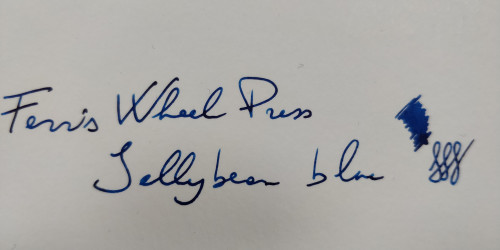 Ferris Wheel Press
Jellybean blue